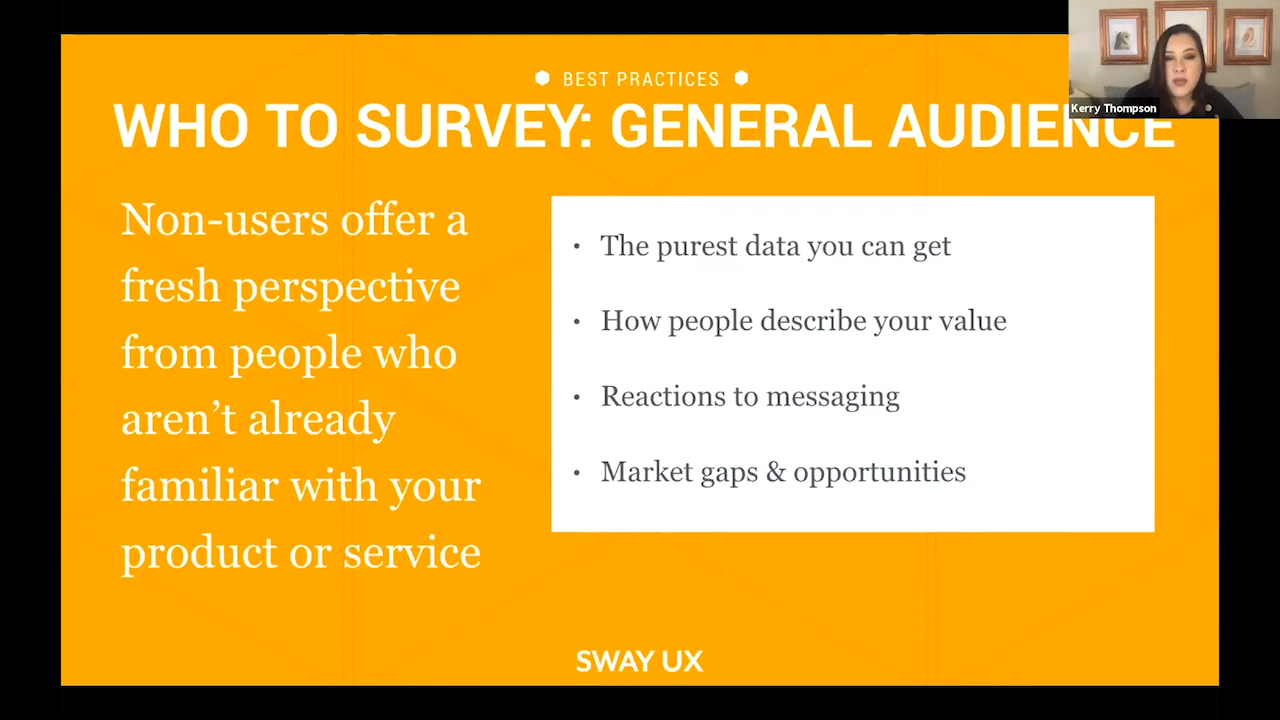 BEST PRACTICES
WHO TO SURVEY: GENERAL AUDIENCE
Kerry Thompson
Non-users offer a
fresh perspective
from people who
aren’t already
familiar with your
product or service
• The purest data you can get
• How people describe your value
• Reactions to messaging
• Market gaps & opportunities
SWAY UX